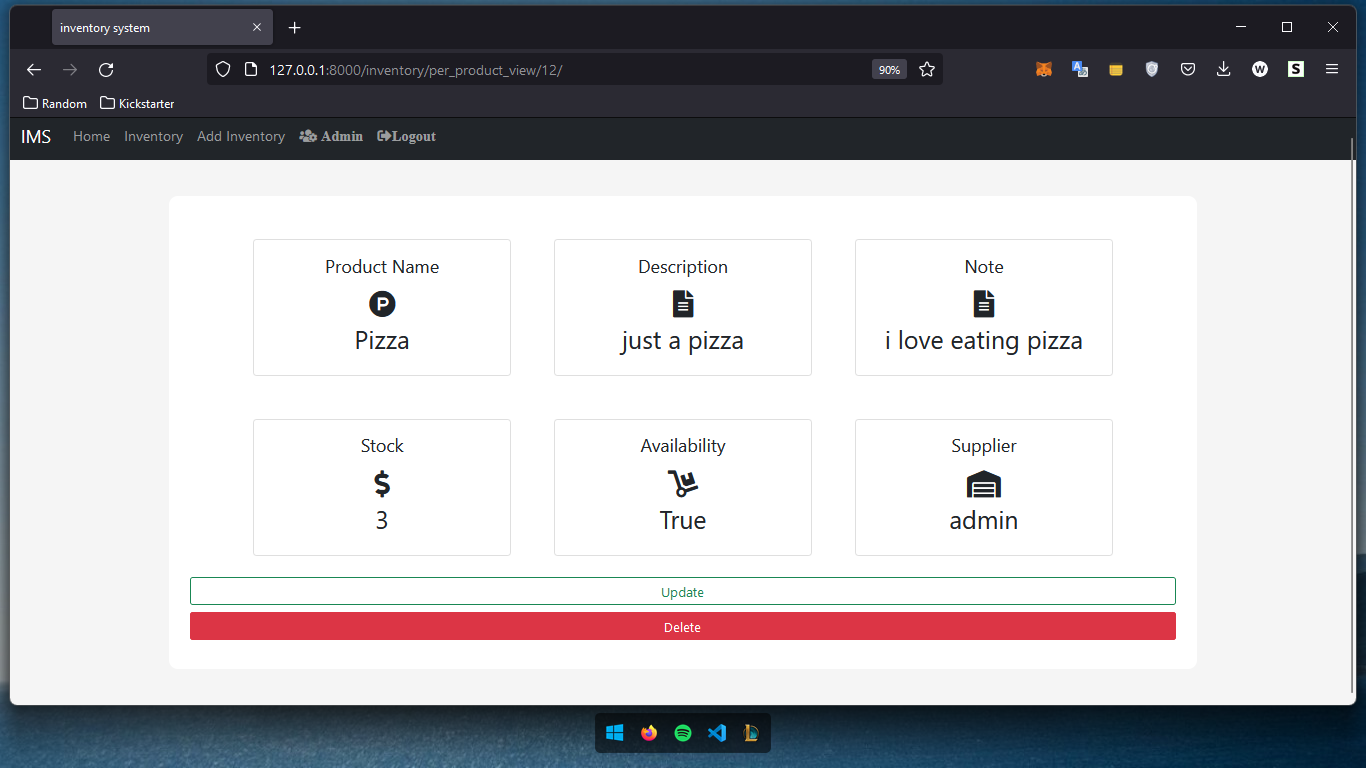 inventory system
127.0.0.1:8000/inventory/per_product_view/12/
90%
W
S
Random Kickstarter
IMS Home Inventory Add Inventory Admin Logout
Product Name Description Note
P
Pizza just a pizza i love eating pizza
Stock Availability Supplier
$
3 True admin
Update
Delete